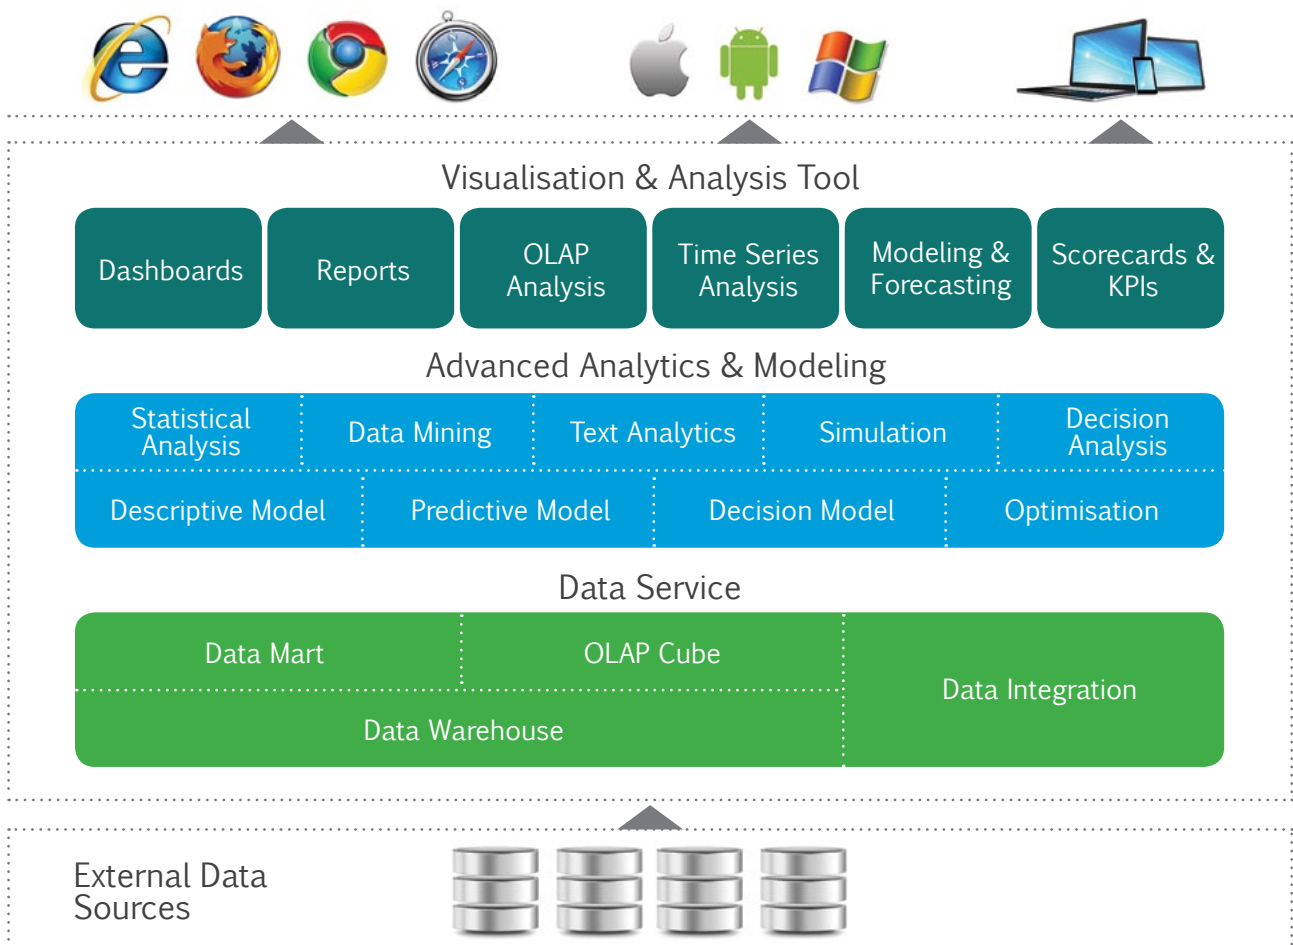 Visualisation & Analysis Tool
Dashboards
Reports
OLAP
Analysis
Time Series
Analysis
Modeling &
Forecasting
Scorecards &
KPIs
Advanced Analytics & Modeling
Statistical
Analysis
Data Mining
Text Analytics
Simulation
Decision
Analysis
Descriptive Model
Predictive Model
Decision Model
Optimisation
Data Service
Data Mart
OLAP Cube
Data Integration
Data Warehouse
External Data
Sources